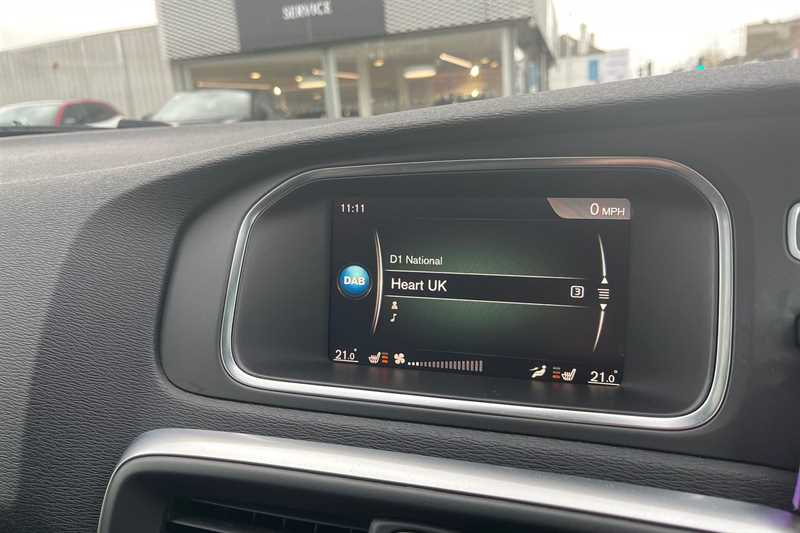 SERVICE
11:11
0 MPH
D1 National
DAB
Heart UK
3
21.0°
21.0°